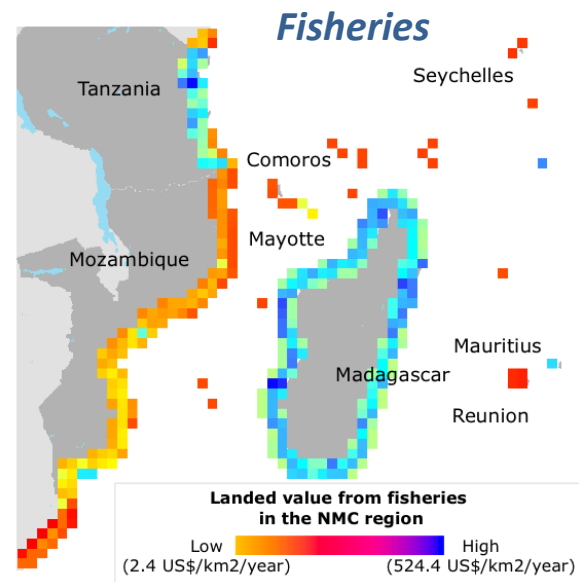 Fisheries
Seychelles
Tanzania
Comoros
Mayotte
Mozambique
Mauritius
Madagascar
Reunion
Landed value from fisheries
in the NMC region
Low
High
(2.4 US$/km2/year)
(524.4 US$/km2/year)